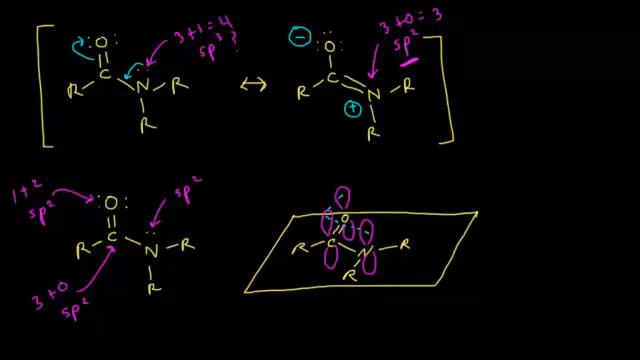 :O:
3+1=4
sp³?
C
N
R
R
R
↔
−
:O:
3+0=3
sp²
C
N
R
R
R
+
1+2
sp²
:O:
sp²
C
N
R
R
R
3+0
sp²
O
R
C
N
R
R